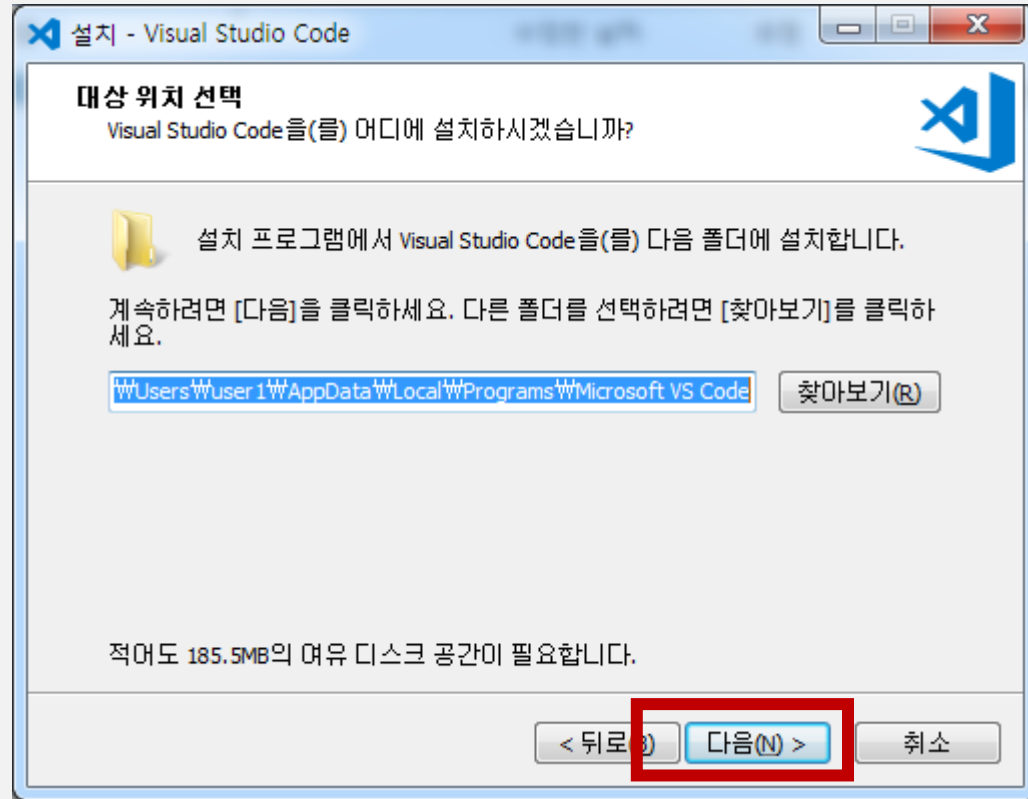 설치 - Visual Studio Code
대상 위치 선택
Visual Studio Code을(를) 어디에 설치하시겠습니까?
설치 프로그램에서 Visual Studio Code을(를) 다음 폴더에 설치합니다.
계속하려면 [다음]을 클릭하세요. 다른 폴더를 선택하려면 [찾아보기]를 클릭하
세요.
₩Users₩user1₩AppData₩Local₩Programs₩Microsoft VS Code 찾아보기(R)
적어도 185.5MB의 여유 디스크 공간이 필요합니다.
< 뒤로(B) 다음(N) > 취소